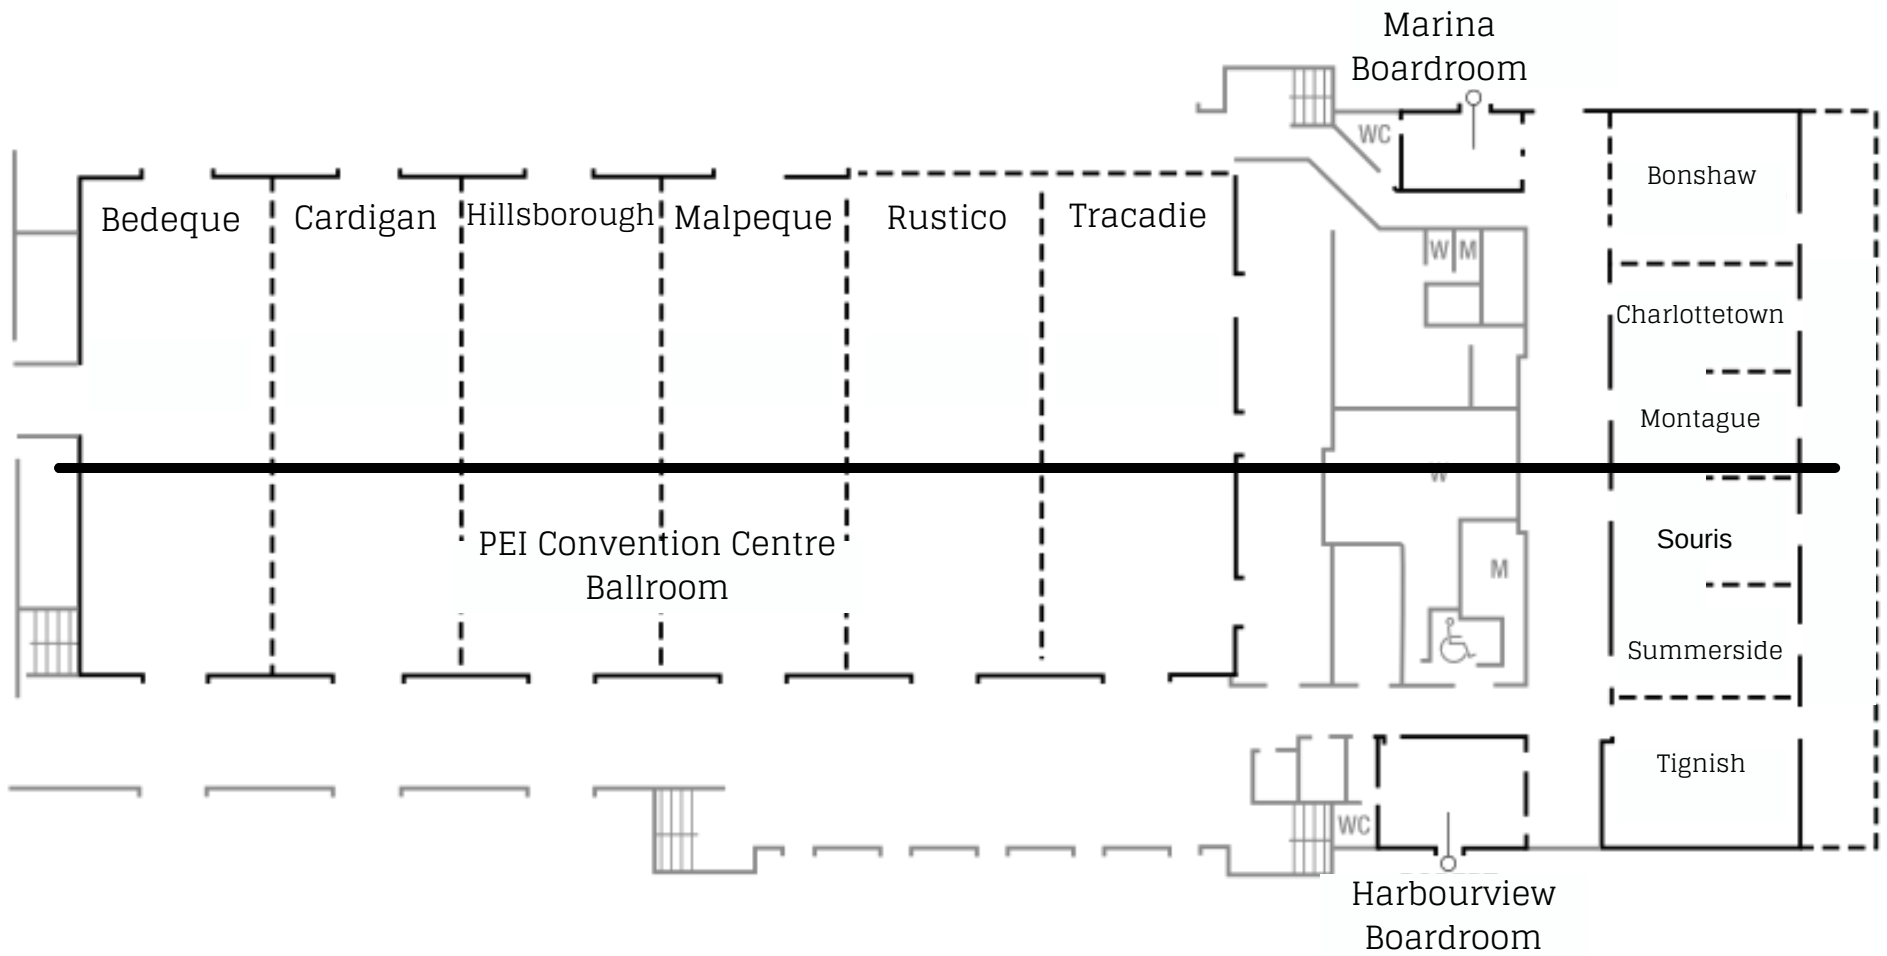 Marina
Boardroom
WC
Bonshaw
Bedeque
Cardigan
Hillsborough
Malpeque
Rustico
Tracadie
W
M
Charlottetown
Montague
W
PEI Convention Centre
Ballroom
Souris
M
Summerside
Tignish
WC
Harbourview
Boardroom